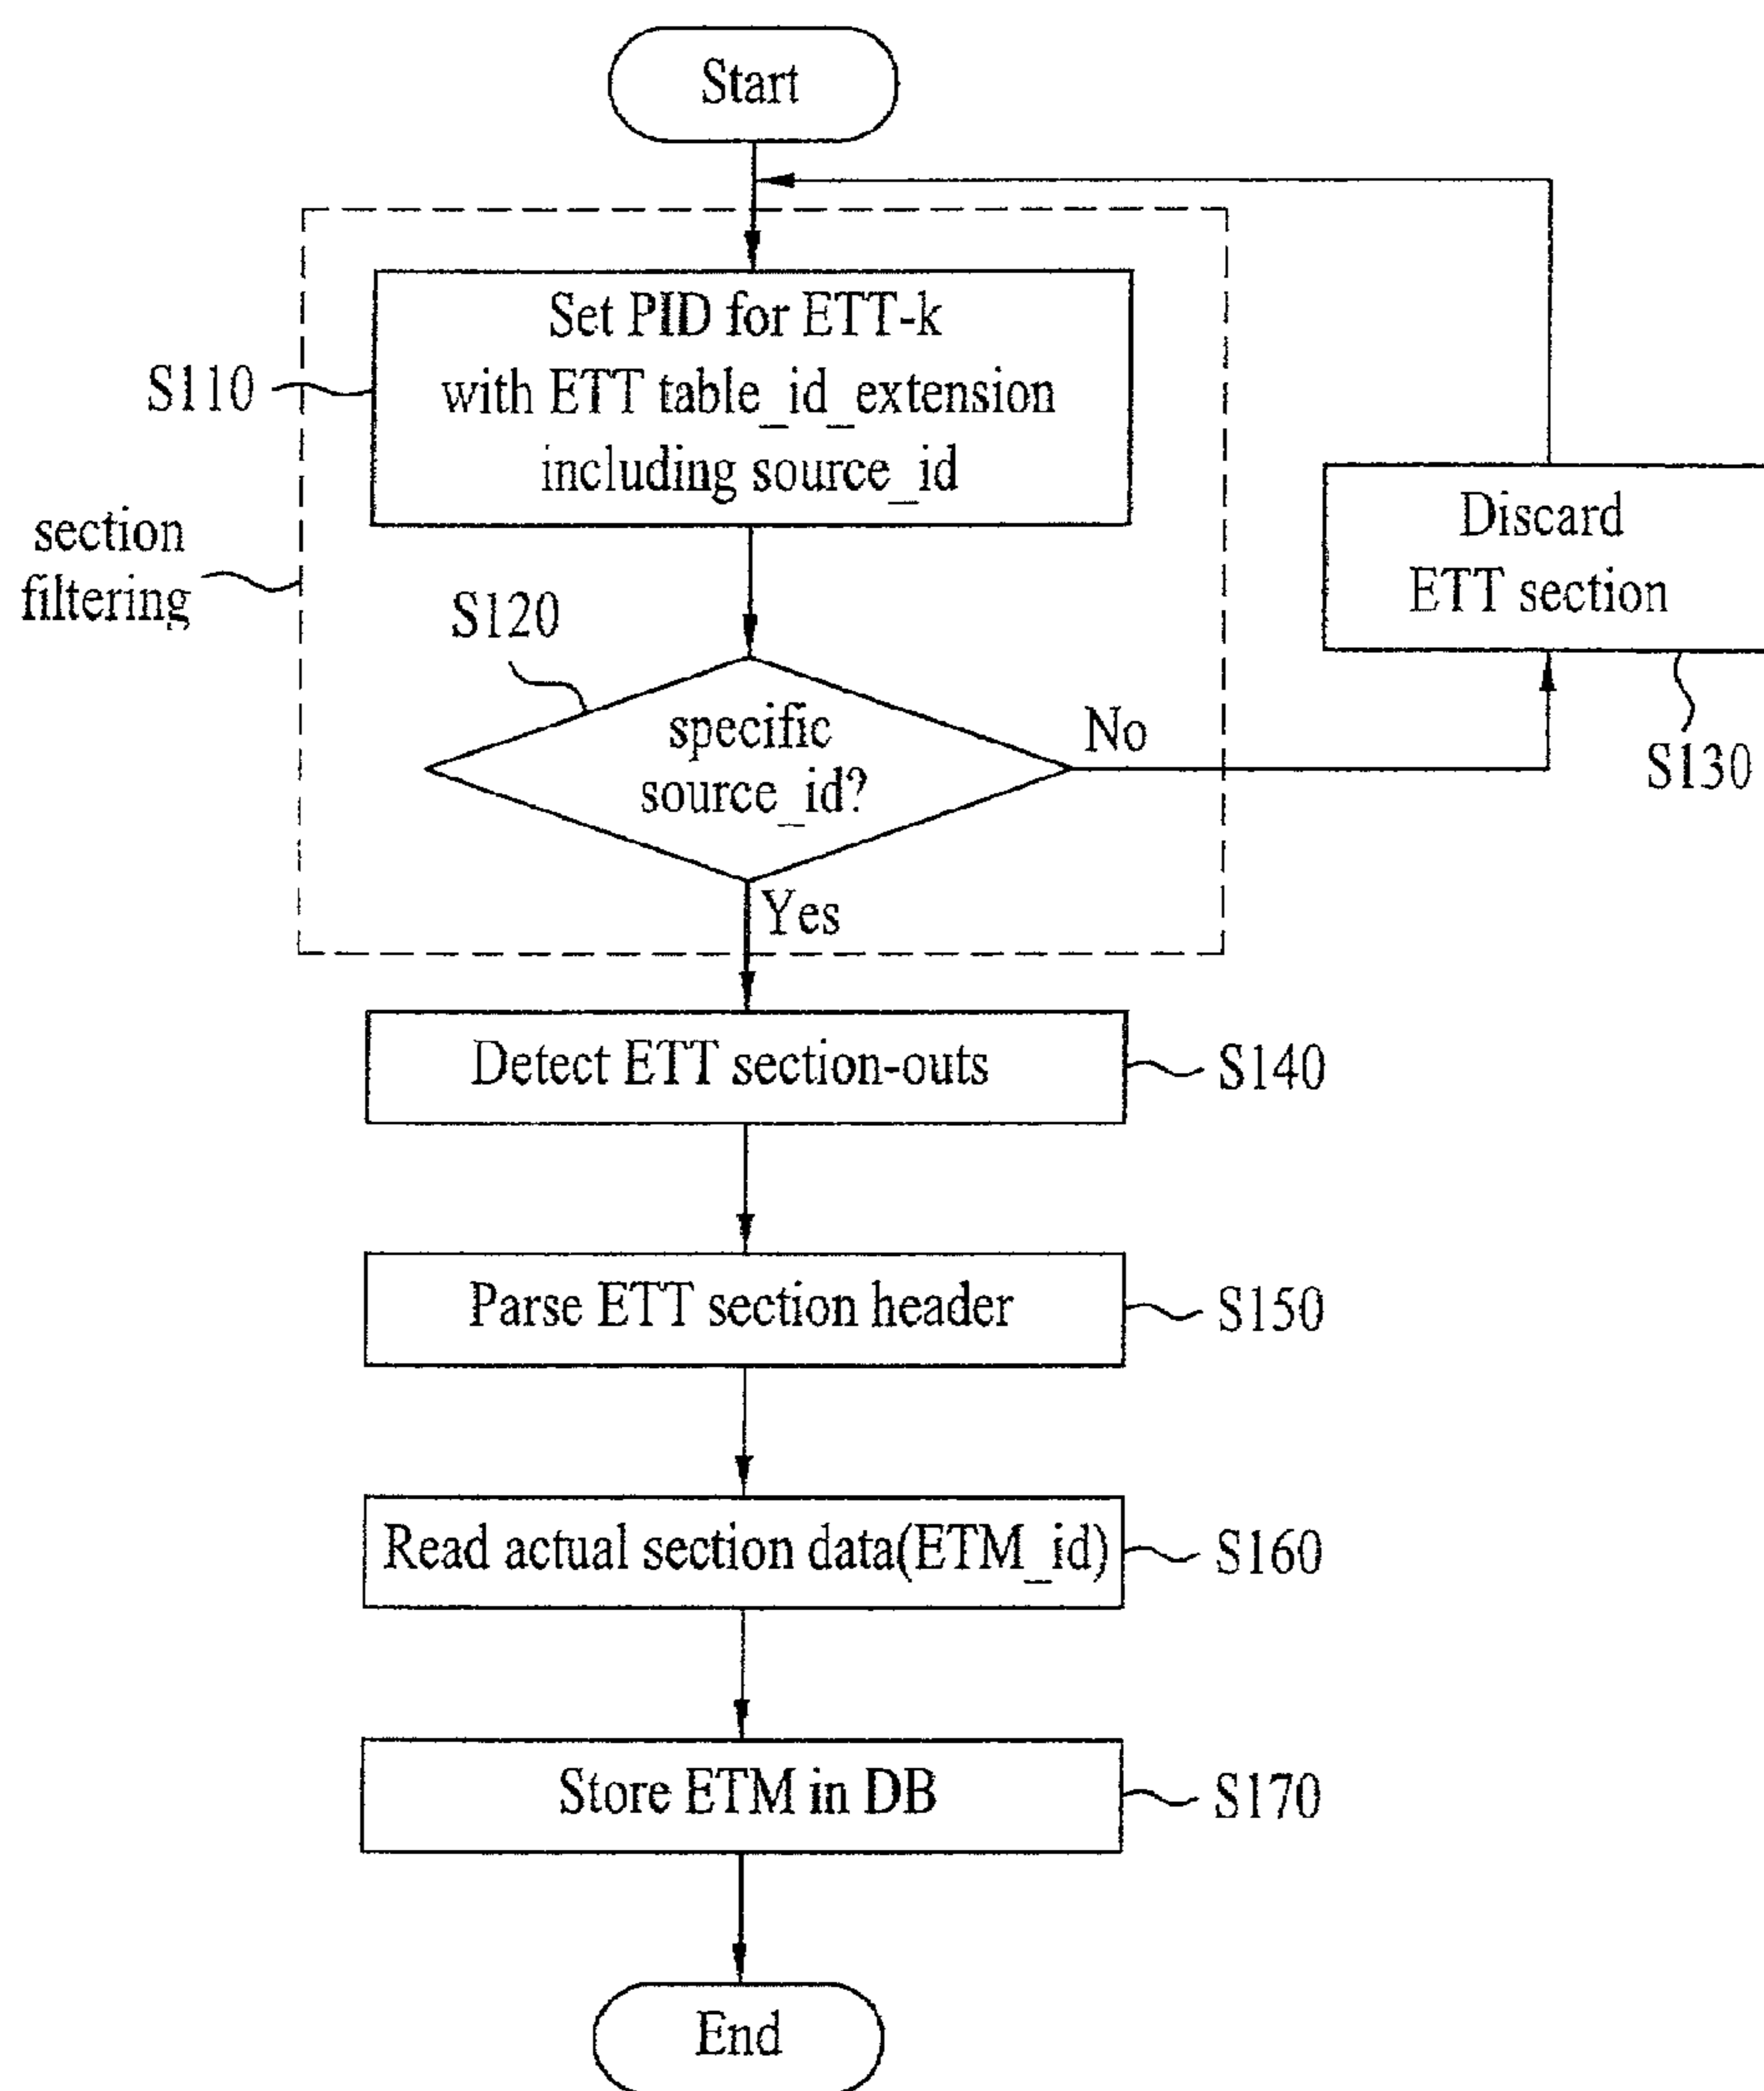 Start
Set PID for ETT-k
with ETT table_id_extension
including source_id
S110
section
filtering
S120
specific
source_id?
No
Yes
Discard
ETT section
S130
Detect ETT section-outs
S140
Parse ETT section header
S150
Read actual section data(ETM_id)
S160
Store ETM in DB
S170
End